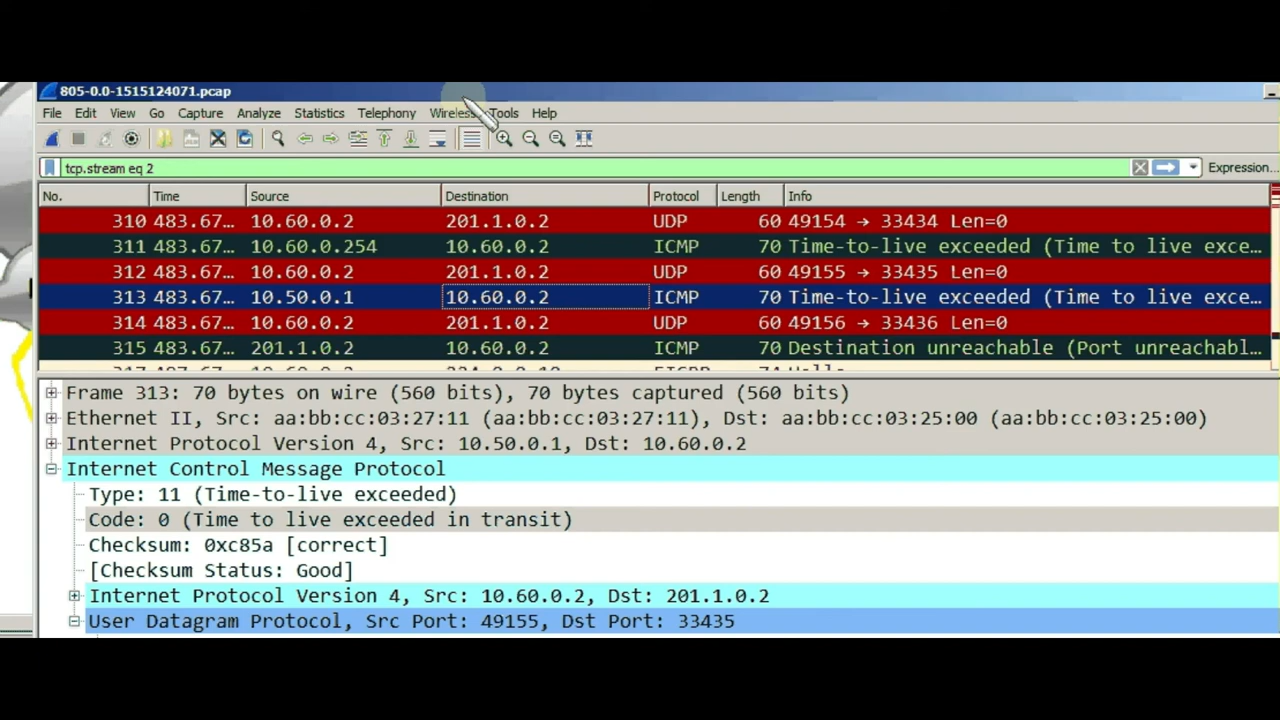 805-0.0-1515124071.pcap
File Edit View Go Capture Analyze Statistics Telephony Wireless Tools Help
tcp.stream eq 2 Expression...
No. Time Source Destination Protocol Length Info
310 483.67... 10.60.0.2 201.1.0.2 UDP 60 49154 → 33434 Len=0
311 483.67... 10.60.0.254 10.60.0.2 ICMP 70 Time-to-live exceeded (Time to live exce...
312 483.67... 10.60.0.2 201.1.0.2 UDP 60 49155 → 33435 Len=0
313 483.67... 10.50.0.1 10.60.0.2 ICMP 70 Time-to-live exceeded (Time to live exce...
314 483.67... 10.60.0.2 201.1.0.2 UDP 60 49156 → 33436 Len=0
315 483.67... 201.1.0.2 10.60.0.2 ICMP 70 Destination unreachable (Port unreachabl...
Frame 313: 70 bytes on wire (560 bits), 70 bytes captured (560 bits)
Ethernet II, Src: aa:bb:cc:03:27:11 (aa:bb:cc:03:27:11), Dst: aa:bb:cc:03:25:00 (aa:bb:cc:03:25:00)
Internet Protocol Version 4, Src: 10.50.0.1, Dst: 10.60.0.2
Internet Control Message Protocol
Type: 11 (Time-to-live exceeded)
Code: 0 (Time to live exceeded in transit)
Checksum: 0xc85a [correct]
[Checksum Status: Good]
Internet Protocol Version 4, Src: 10.60.0.2, Dst: 201.1.0.2
User Datagram Protocol, Src Port: 49155, Dst Port: 33435